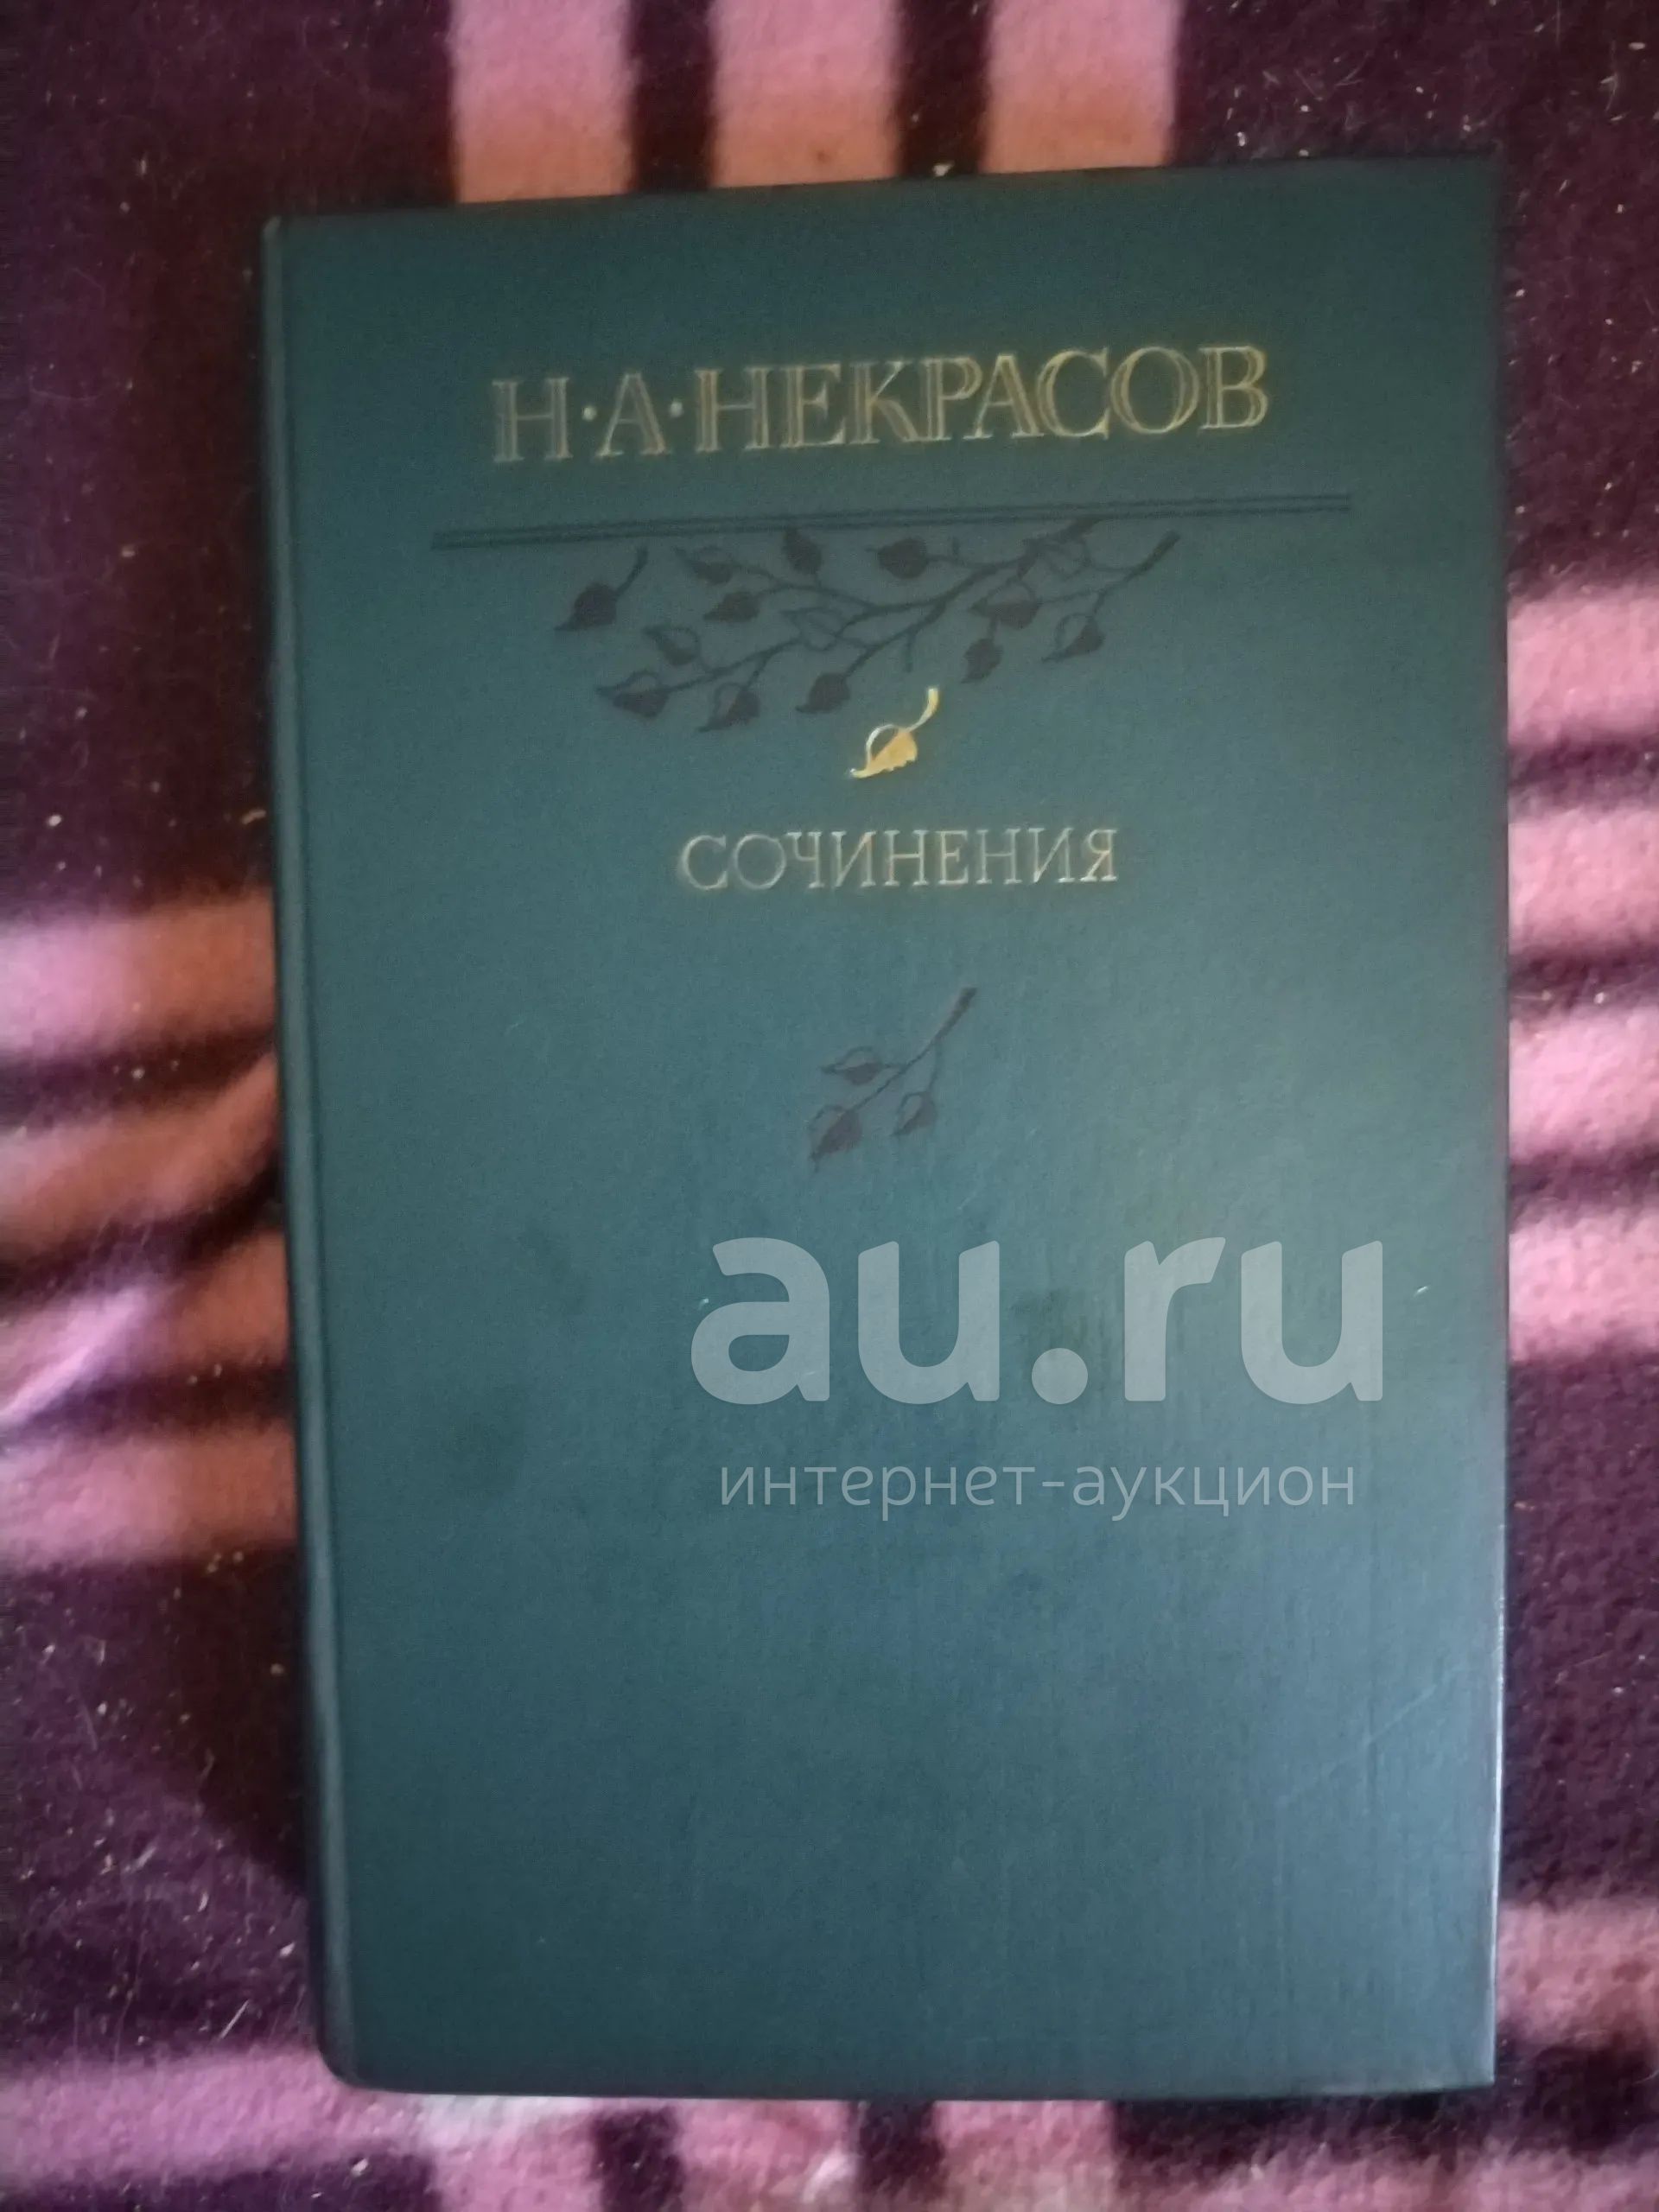 Н·А·НЕКРАСОВ
СОЧИНЕНИЯ
au.ru
интернет-аукцион